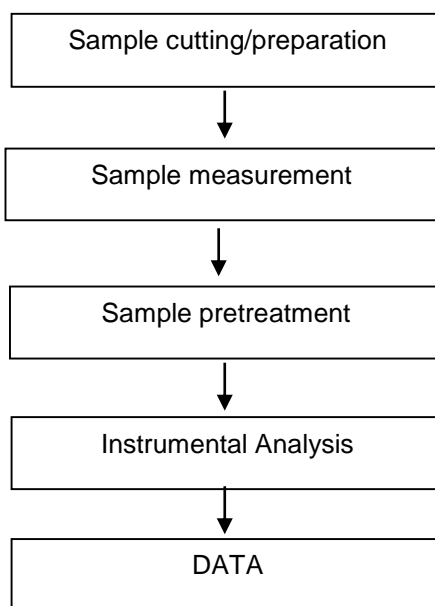 Sample cutting/preparation
Sample measurement
Sample pretreatment
Instrumental Analysis
DATA